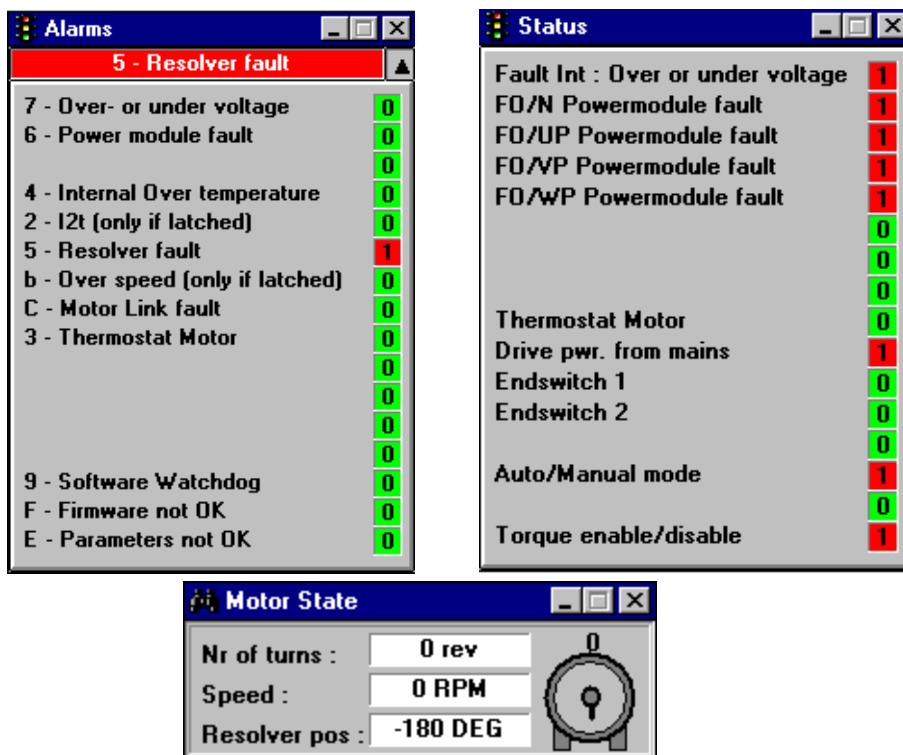 Alarms
5 - Resolver fault
7 - Over- or under voltage 0
6 - Power module fault 0
0
4 - Internal Over temperature 0
2 - I2t (only if latched) 0
5 - Resolver fault 1
b - Over speed (only if latched) 0
C - Motor Link fault 0
3 - Thermostat Motor 0
0
0
0
0
9 - Software Watchdog 0
F - Firmware not OK 0
E - Parameters not OK 0
Status
Fault Int : Over or under voltage 1
FO/N Powermodule fault 1
FO/UP Powermodule fault 1
FO/VP Powermodule fault 1
FO/WP Powermodule fault 1
0
0
0
Thermostat Motor 0
Drive pwr. from mains 1
Endswitch 1 0
Endswitch 2 0
0
Auto/Manual mode 1
0
Torque enable/disable 1
Motor State
0
Nr of turns : 0 rev
Speed : 0 RPM
Resolver pos : -180 DEG